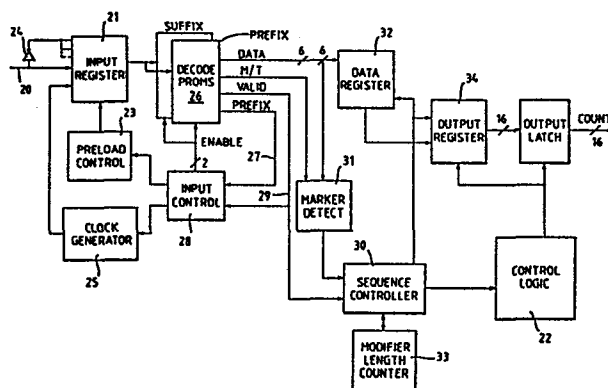 24
20
21
INPUT REGISTER
SUFFIX
PREFIX
DECODE PROMS
26
DATA
M/T
VALID
PREFIX
6
6
32
DATA REGISTER
34
OUTPUT REGISTER
16
OUTPUT LATCH
COUNT
16
23
PRELOAD CONTROL
ENABLE
2
27
29
INPUT CONTROL
28
31
MARKER DETECT
CLOCK GENERATOR
25
30
SEQUENCE CONTROLLER
CONTROL LOGIC
22
MODIFIER LENGTH COUNTER
33